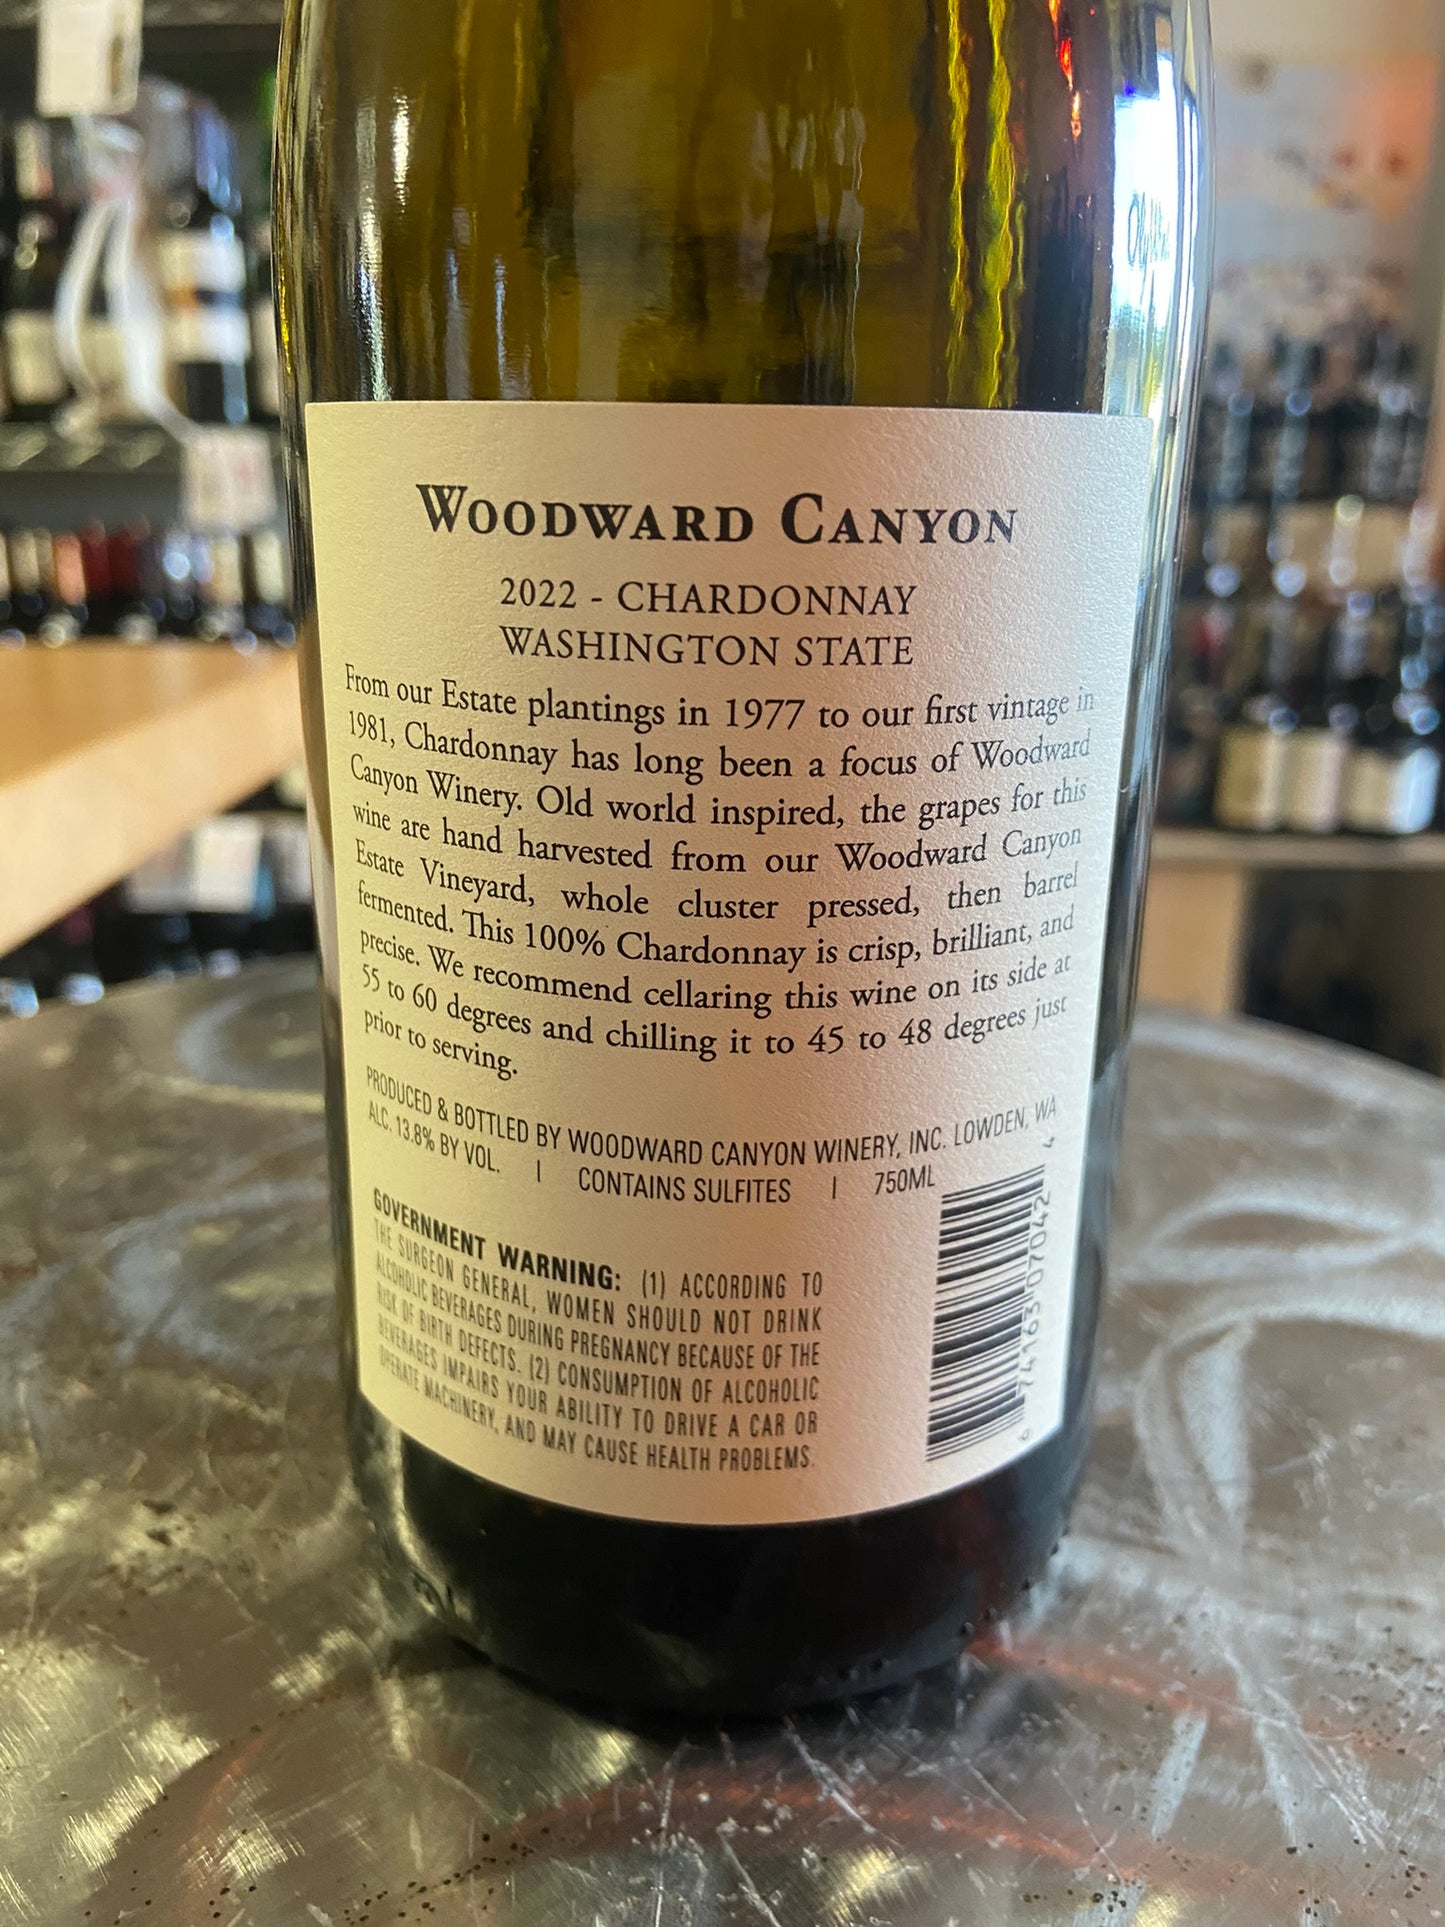 WOODWARD CANYON
2022 - CHARDONNAY
WASHINGTON STATE
From our Estate plantings in 1977 to our first vintage in
1981, Chardonnay has long been a focus of Woodward
Canyon Winery. Old world inspired, the grapes for this
wine are hand harvested from our Woodward Canyon
Estate Vineyard, whole cluster pressed, then barrel
fermented. This 100% Chardonnay is crisp, brilliant, and
precise. We recommend cellaring this wine on its side at
55 to 60 degrees and chilling it to 45 to 48 degrees just
prior to serving.
PRODUCED & BOTTLED BY WOODWARD CANYON WINERY, INC. LOWDEN, WA
ALC. 13.8% BY VOL. | CONTAINS SULFITES | 750ML
GOVERNMENT WARNING: (1) ACCORDING TO
THE SURGEON GENERAL, WOMEN SHOULD NOT DRINK
ALCOHOLIC BEVERAGES DURING PREGNANCY BECAUSE OF THE
RISK OF BIRTH DEFECTS. (2) CONSUMPTION OF ALCOHOLIC
BEVERAGES IMPAIRS YOUR ABILITY TO DRIVE A CAR OR
OPERATE MACHINERY, AND MAY CAUSE HEALTH PROBLEMS.
6 74163 07042 4